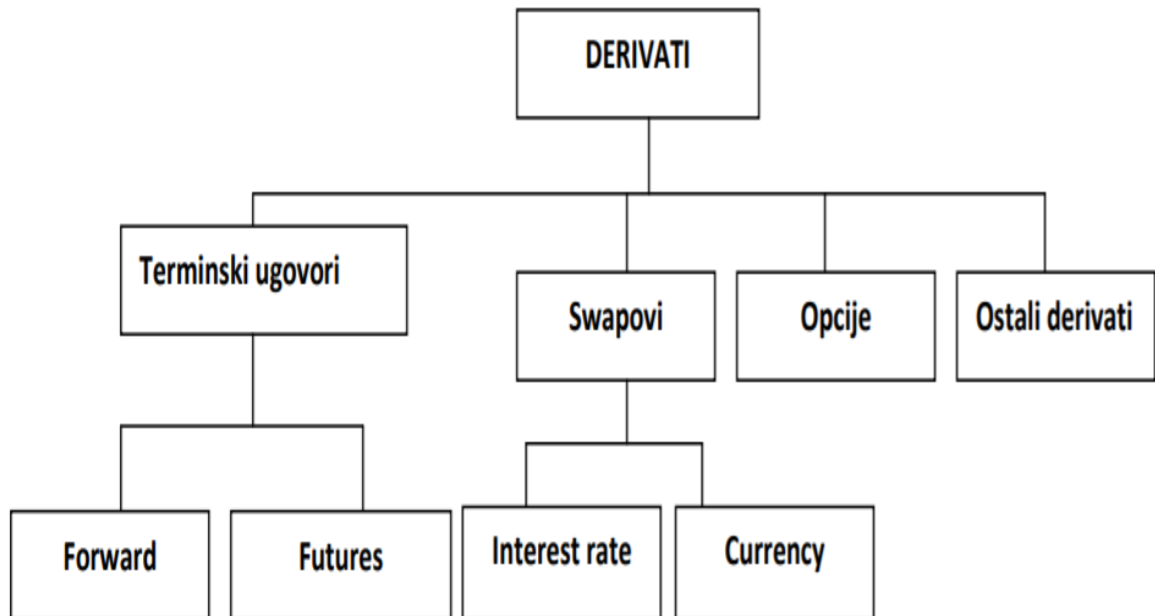 DERIVATI
Terminski ugovori
Swapovi
Opcije
Ostali derivati
Forward
Futures
Interest rate
Currency